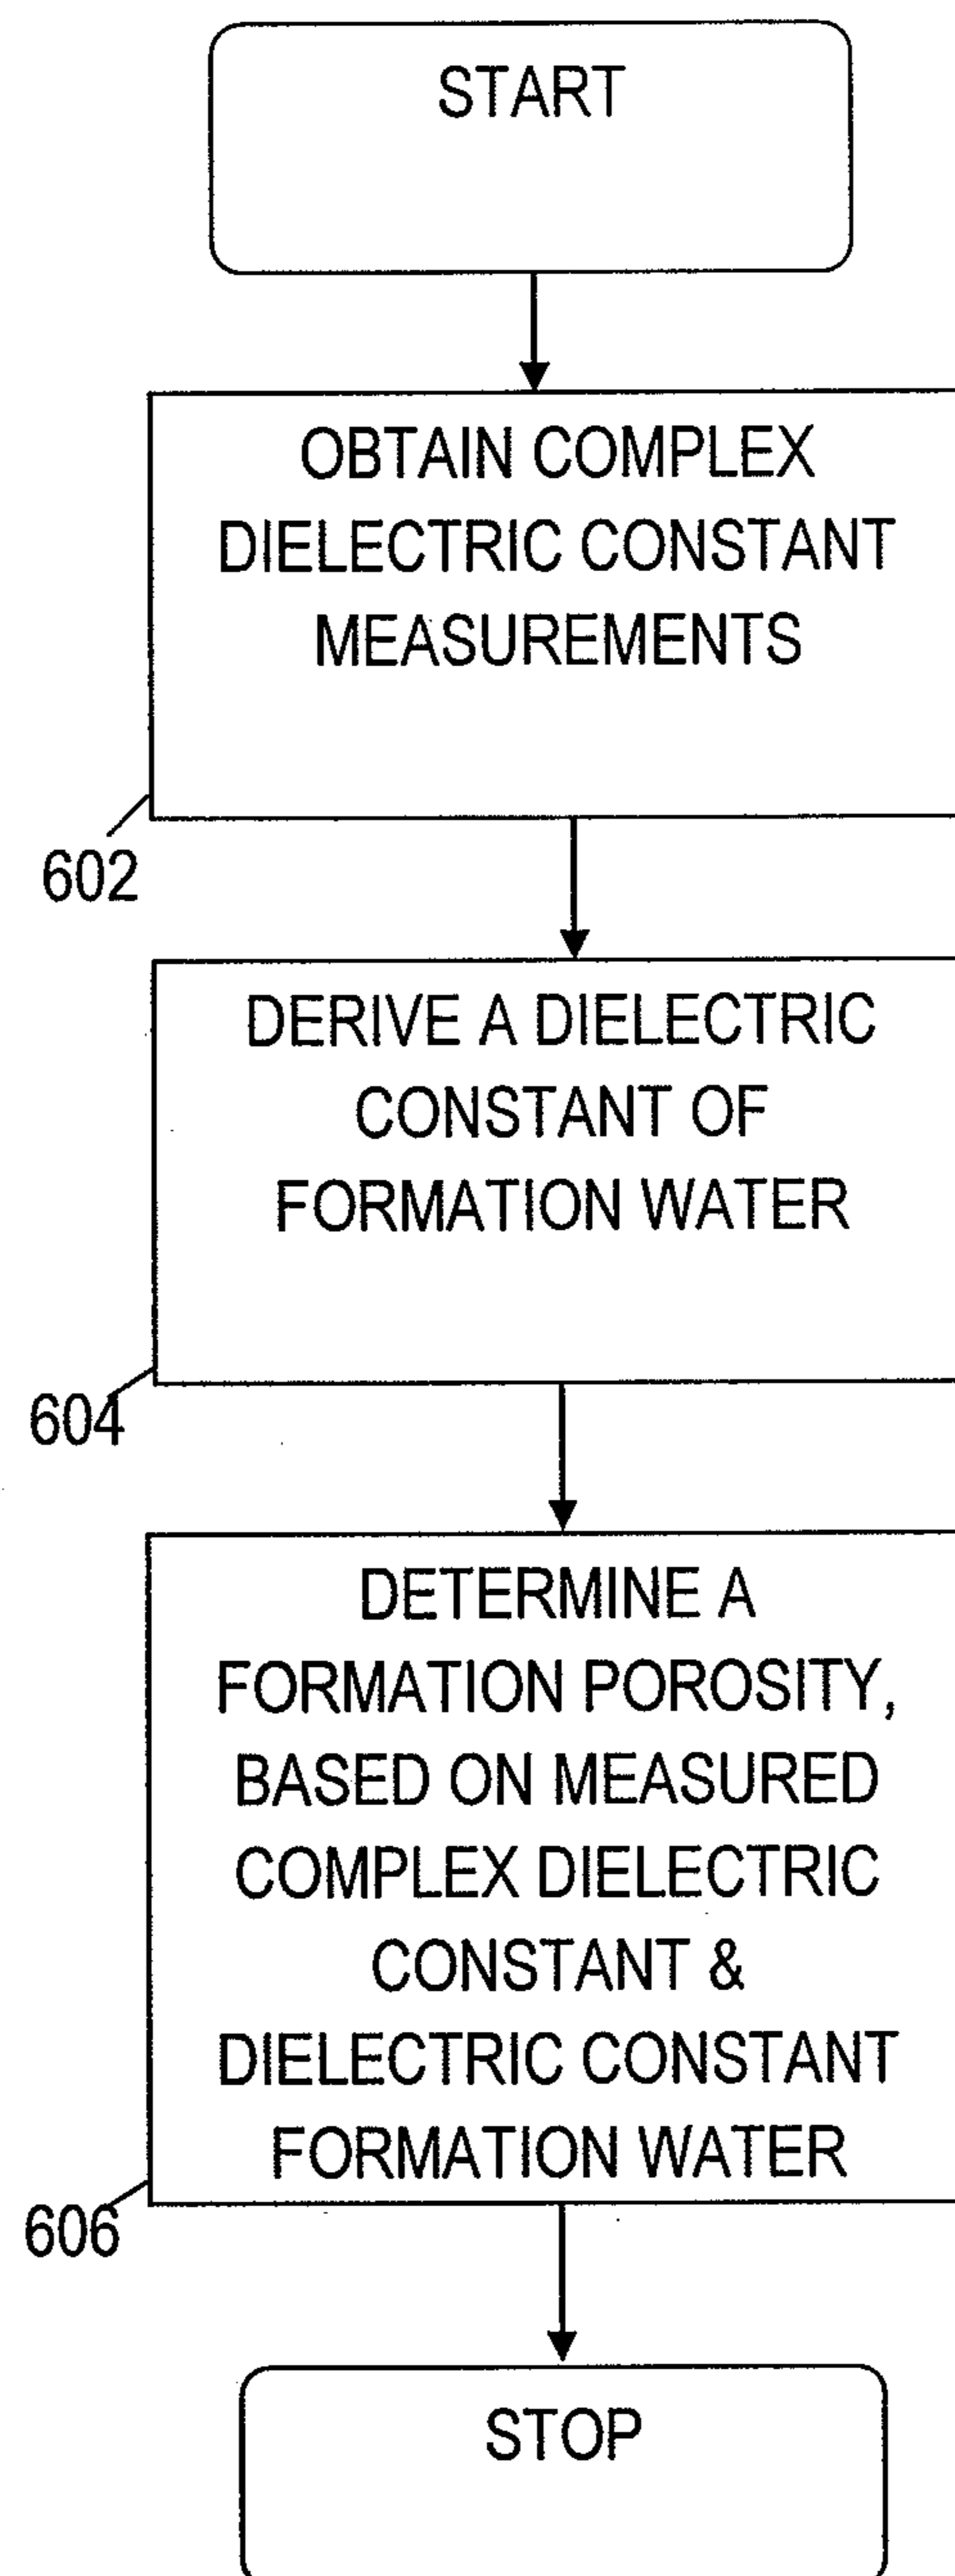 START
OBTAIN COMPLEX
DIELECTRIC CONSTANT
MEASUREMENTS
602
DERIVE A DIELECTRIC
CONSTANT OF
FORMATION WATER
604
DETERMINE A
FORMATION POROSITY,
BASED ON MEASURED
COMPLEX DIELECTRIC
CONSTANT &
DIELECTRIC CONSTANT
FORMATION WATER
606
STOP